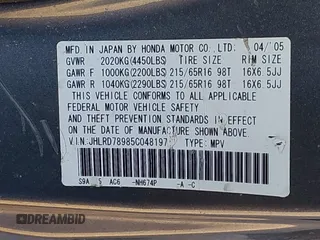 MFD. IN JAPAN BY HONDA MOTOR CO., LTD. 04/05
GVWR 2020KG(4450LBS) TIRE SIZE RIM SIZE
GAWR F 1000KG(2200LBS) 215/65R16 98T 16X6.5JJ
GAWR R 1040KG(2290LBS) 215/65R16 98T 16X6.5JJ
THIS VEHICLE CONFORMS TO ALL APPLICABLE
FEDERAL MOTOR VEHICLE SAFETY STANDARDS
IN EFFECT ON THE DATE OF
MANUFACTURE SHOWN ABOVE.
V.I.N: JHLRD78985C048197 TYPE: MPV
S9A 5 AC6 -NH674P -A -C
DREAMBID